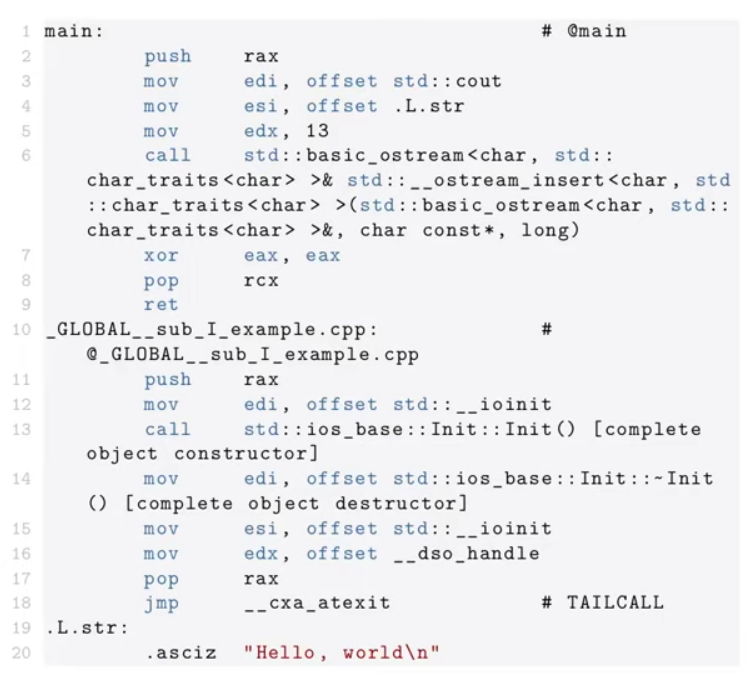 1 main: # @main
2 push rax
3 mov edi, offset std::cout
4 mov esi, offset .L.str
5 mov edx, 13
6 call std::basic_ostream<char, std::
char_traits<char> >& std::__ostream_insert<char, std
::char_traits<char> >(std::basic_ostream<char, std::
char_traits<char> >&, char const*, long)
7 xor eax, eax
8 pop rcx
9 ret
10 _GLOBAL__sub_I_example.cpp: #
@_GLOBAL__sub_I_example.cpp
11 push rax
12 mov edi, offset std::__ioinit
13 call std::ios_base::Init::Init() [complete
object constructor]
14 mov edi, offset std::ios_base::Init::~Init
() [complete object destructor]
15 mov esi, offset std::__ioinit
16 mov edx, offset __dso_handle
17 pop rax
18 jmp __cxa_atexit # TAILCALL
19 .L.str:
20 .asciz "Hello, world\n"